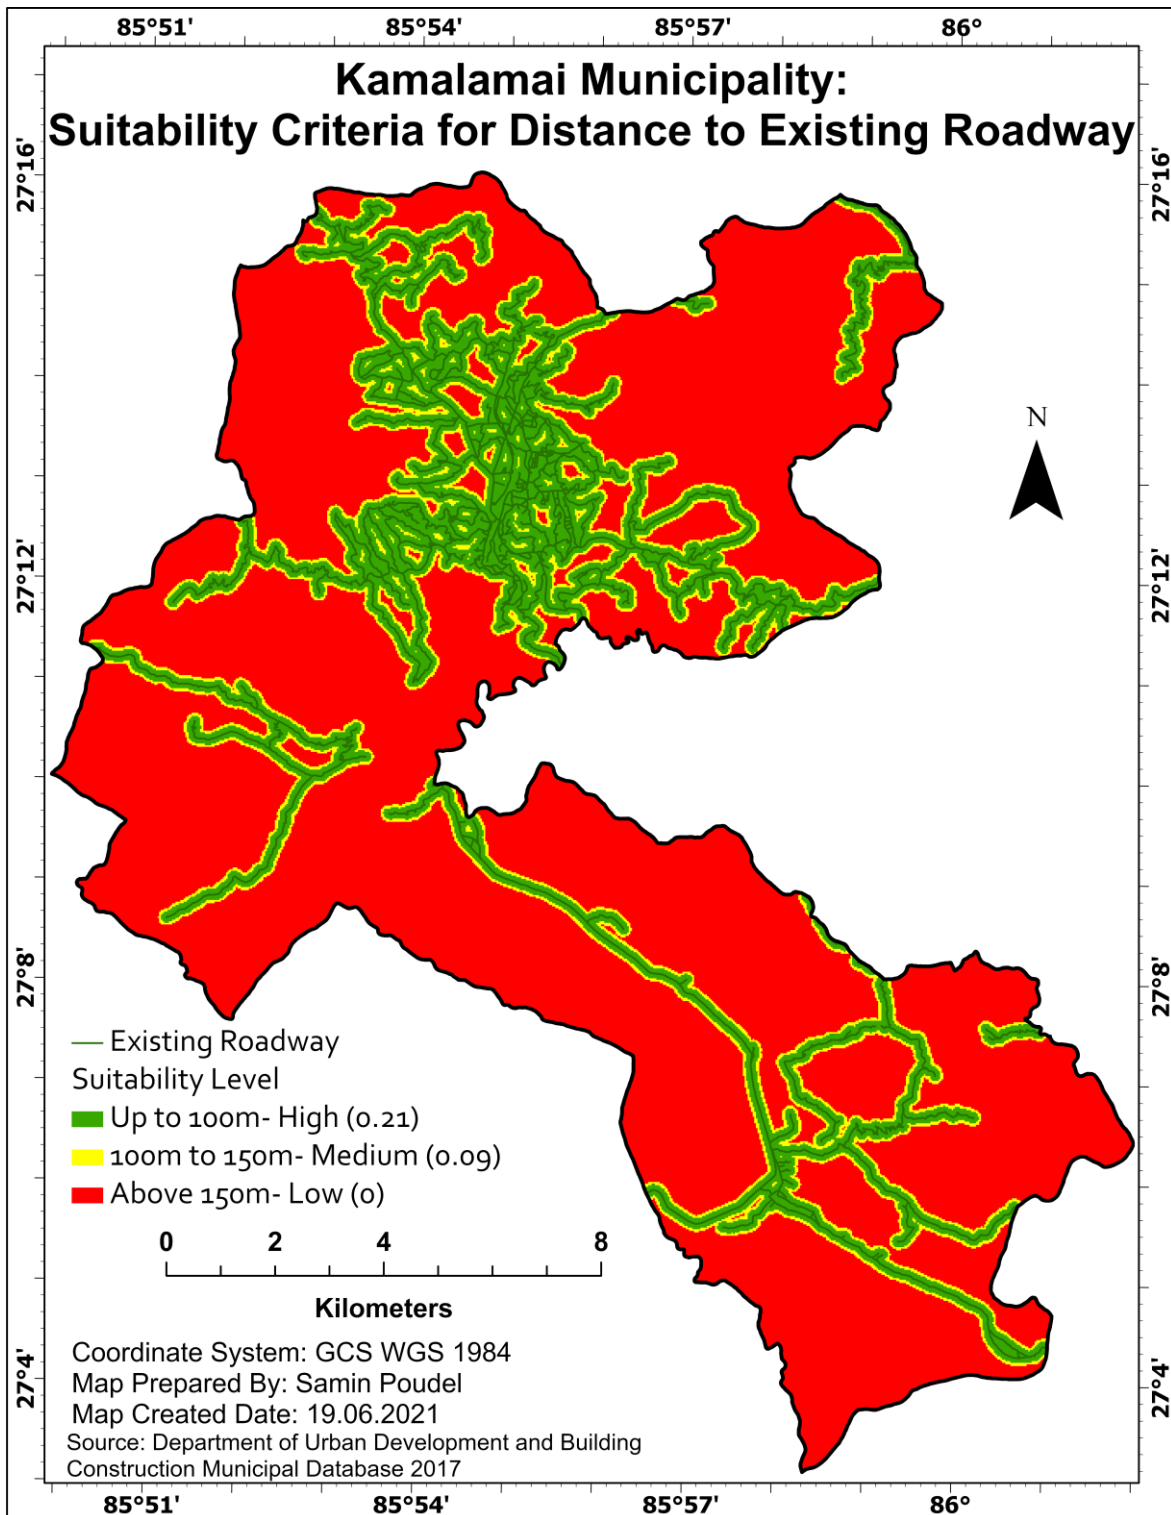 85°51' 85°54' 85°57' 86°
Kamalamai Municipality:
Suitability Criteria for Distance to Existing Roadway
27°16' 27°16'
N
27°12' 27°12'
27°8' 27°8'
Existing Roadway
Suitability Level
Up to 100m- High (0.21)
100m to 150m- Medium (0.09)
Above 150m- Low (0)
0 2 4 8
Kilometers
Coordinate System: GCS WGS 1984
27°4' 27°4'
Map Prepared By: Samin Poudel
Map Created Date: 19.06.2021
Source: Department of Urban Development and Building
Construction Municipal Database 2017
85°51' 85°54' 85°57' 86°